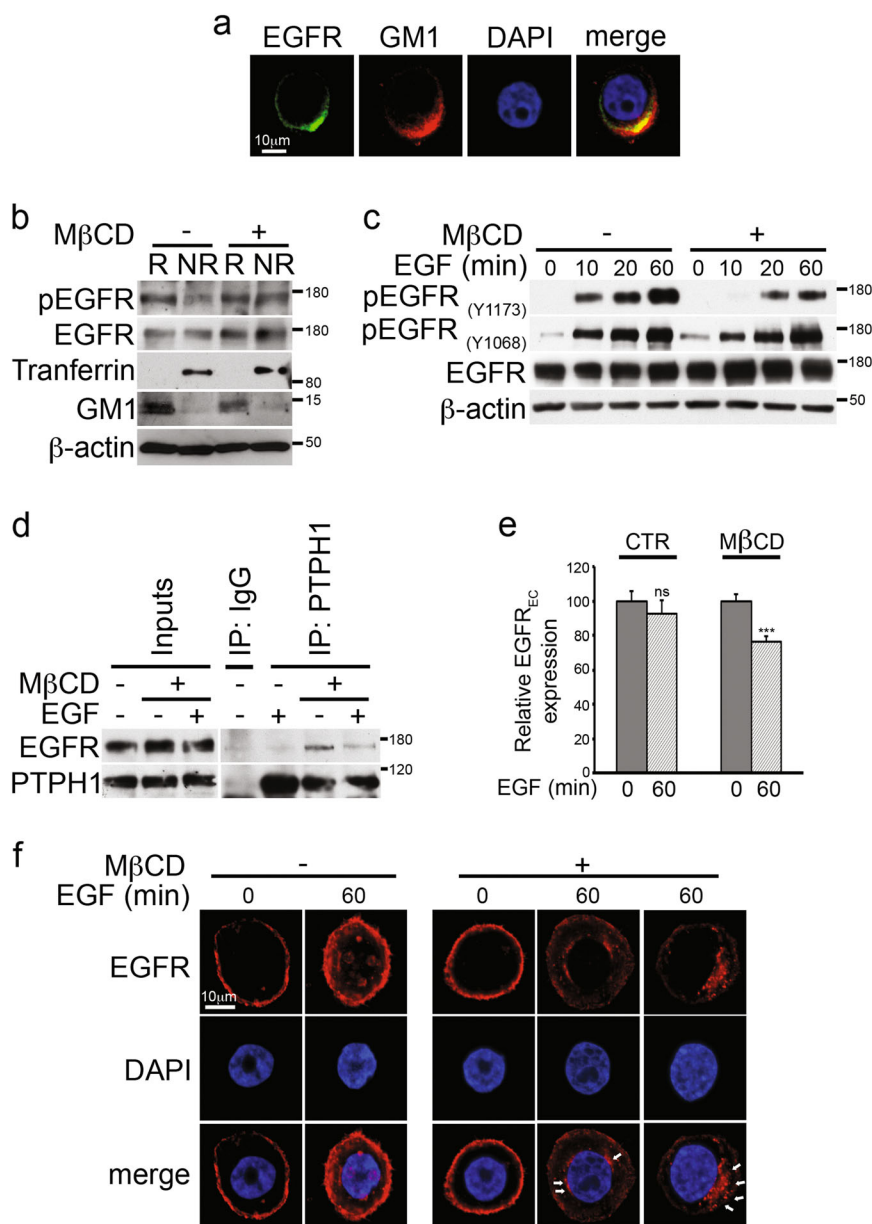 a
EGFR GM1 DAPI merge
10μm
b
MβCD - +
R NR R NR
pEGFR 180
EGFR 180
Tranferrin 80
GM1 15
β-actin 50
c
MβCD - +
EGF (min) 0 10 20 60 0 10 20 60
pEGFR (Y1173) 180
pEGFR (Y1068) 180
EGFR 180
β-actin 50
d
Inputs IP: IgG IP: PTPH1
MβCD - + - - +
EGF - - + - + - +
EGFR 180
PTPH1 120
e
CTR MβCD
120
100
80
60
40
20
0
Relative EGFR EC
expression
ns
***
EGF (min) 0 60 0 60
f
MβCD - +
EGF (min) 0 60 0 60 60
EGFR
10μm
DAPI
merge